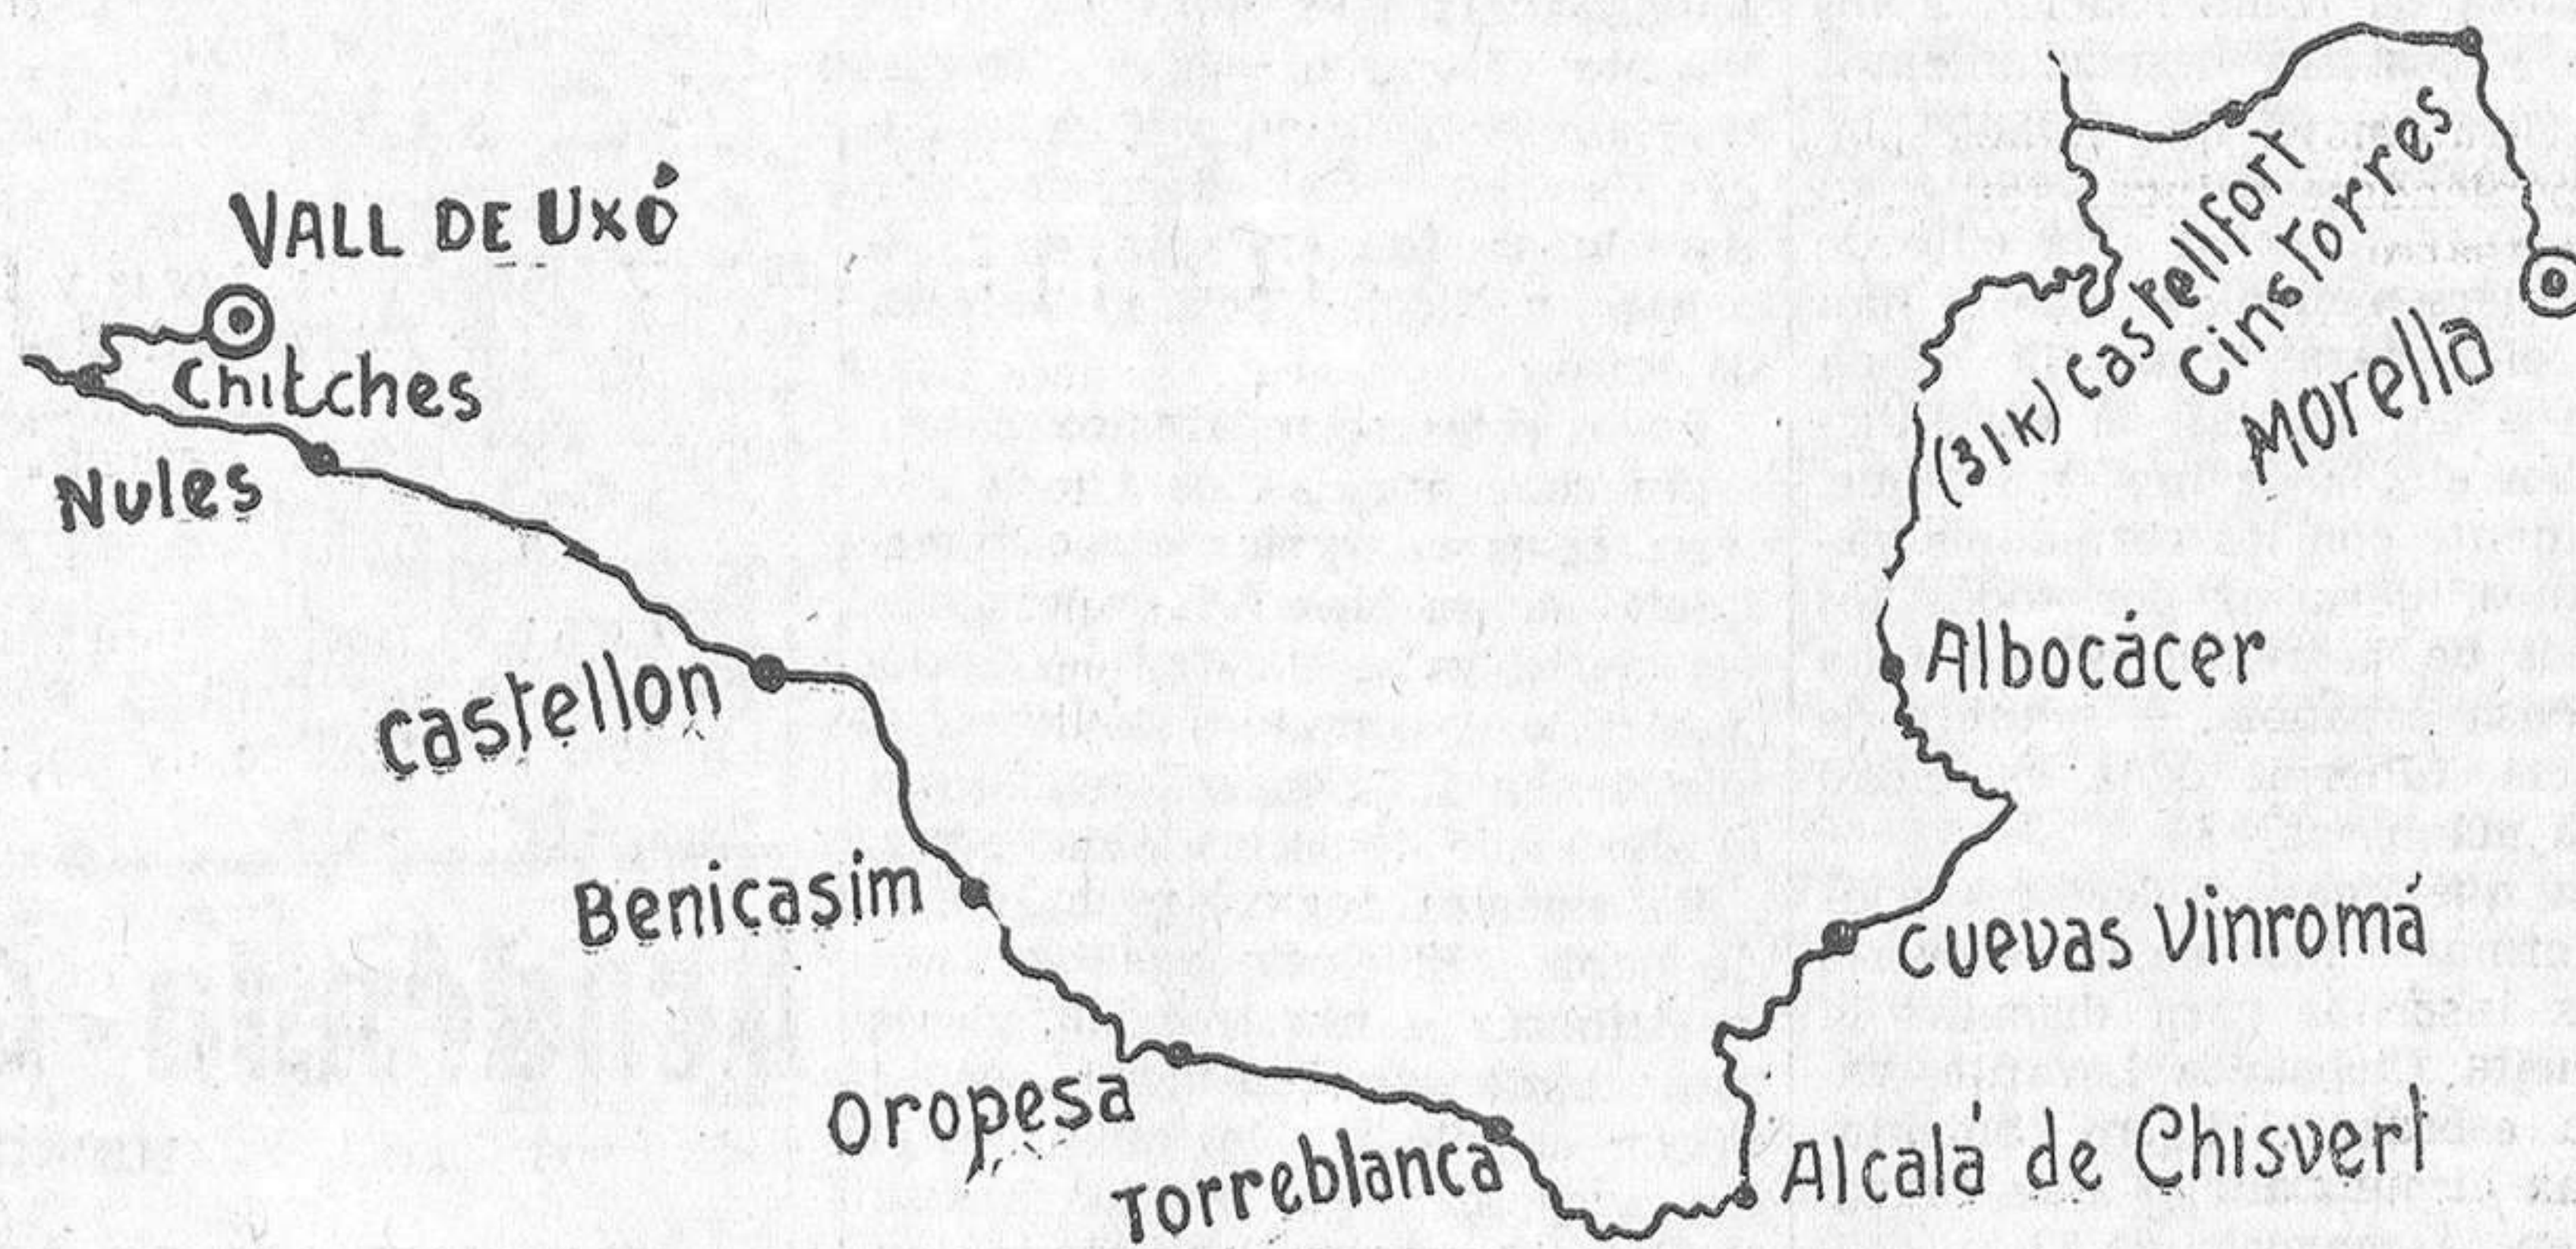 VALL DE UXÓ
Chitches
Nules
Castellon
Benicasim
Oropesa
Torreblanca
Alcalá de Chisvert
Cuevas Vinromá
Albocácer
(31K) Castellfort
Cinstorres
Morella